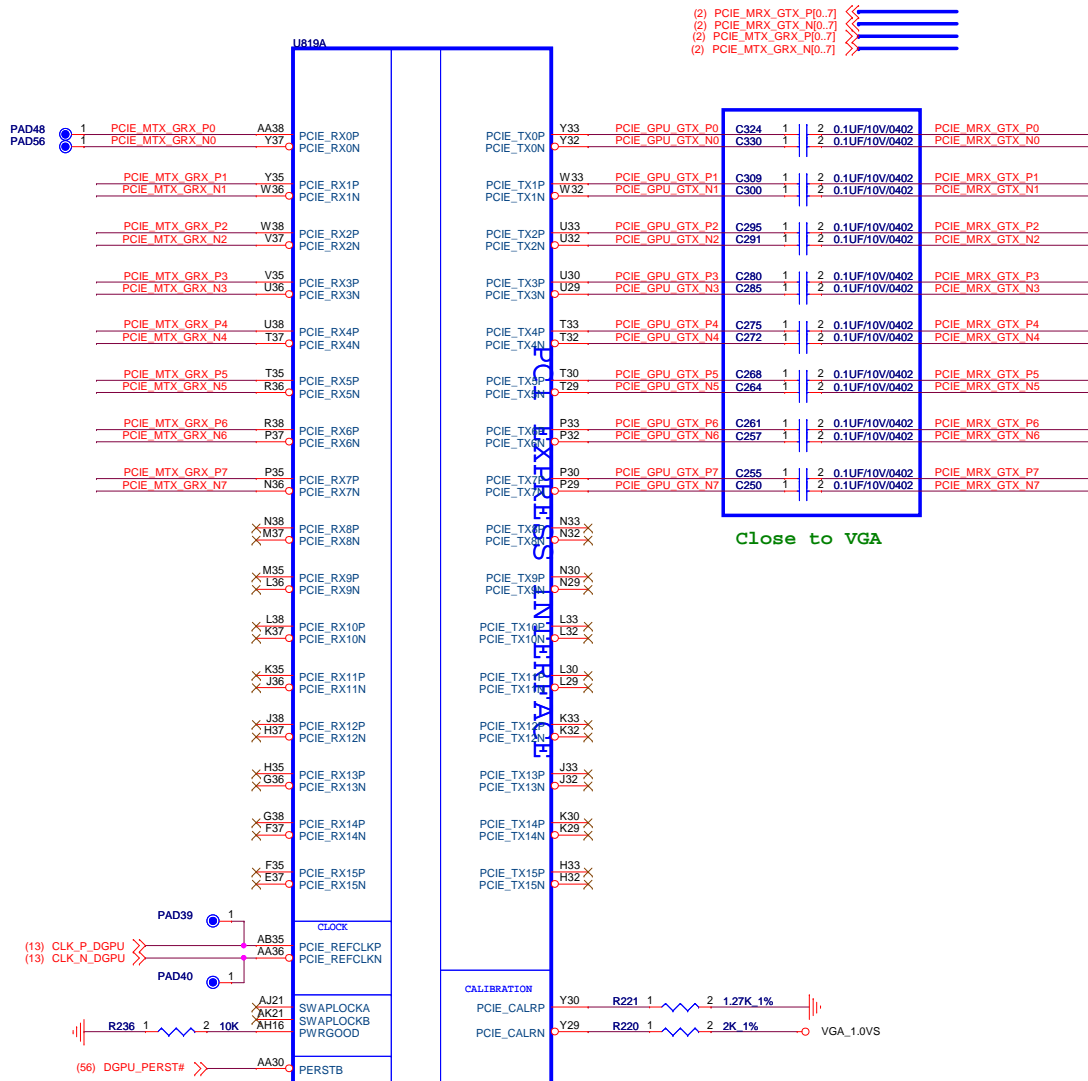 (2) PCIE_MRX_GTX_P[0..7]
(2) PCIE_MRX_GTX_N[0..7]
(2) PCIE_MTX_GRX_P[0..7]
(2) PCIE_MTX_GRX_N[0..7]
U819A
PAD48 1 PCIE_MTX_GRX_P0 AA38 PCIE_RX0P PCIE_TX0P Y33 PCIE_GPU_GTX_P0 C324 1 2 0.1UF/10V/0402 PCIE_MRX_GTX_P0
PAD56 1 PCIE_MTX_GRX_N0 Y37 PCIE_RX0N PCIE_TX0N Y32 PCIE_GPU_GTX_N0 C330 1 2 0.1UF/10V/0402 PCIE_MRX_GTX_N0
PCIE_MTX_GRX_P1 Y35 PCIE_RX1P PCIE_TX1P W33 PCIE_GPU_GTX_P1 C309 1 2 0.1UF/10V/0402 PCIE_MRX_GTX_P1
PCIE_MTX_GRX_N1 W36 PCIE_RX1N PCIE_TX1N W32 PCIE_GPU_GTX_N1 C300 1 2 0.1UF/10V/0402 PCIE_MRX_GTX_N1
PCIE_MTX_GRX_P2 W38 PCIE_RX2P PCIE_TX2P U33 PCIE_GPU_GTX_P2 C295 1 2 0.1UF/10V/0402 PCIE_MRX_GTX_P2
PCIE_MTX_GRX_N2 V37 PCIE_RX2N PCIE_TX2N U32 PCIE_GPU_GTX_N2 C291 1 2 0.1UF/10V/0402 PCIE_MRX_GTX_N2
PCIE_MTX_GRX_P3 V35 PCIE_RX3P PCIE_TX3P U30 PCIE_GPU_GTX_P3 C280 1 2 0.1UF/10V/0402 PCIE_MRX_GTX_P3
PCIE_MTX_GRX_N3 U36 PCIE_RX3N PCIE_TX3N U29 PCIE_GPU_GTX_N3 C285 1 2 0.1UF/10V/0402 PCIE_MRX_GTX_N3
PCIE_MTX_GRX_P4 U38 PCIE_RX4P PCIE_TX4P T33 PCIE_GPU_GTX_P4 C275 1 2 0.1UF/10V/0402 PCIE_MRX_GTX_P4
PCIE_MTX_GRX_N4 T37 PCIE_RX4N PCIE_TX4N T32 PCIE_GPU_GTX_N4 C272 1 2 0.1UF/10V/0402 PCIE_MRX_GTX_N4
PCIE_MTX_GRX_P5 T35 PCIE_RX5P PCIE_TX5P T30 PCIE_GPU_GTX_P5 C268 1 2 0.1UF/10V/0402 PCIE_MRX_GTX_P5
PCIE_MTX_GRX_N5 R36 PCIE_RX5N PCIE_TX5N T29 PCIE_GPU_GTX_N5 C264 1 2 0.1UF/10V/0402 PCIE_MRX_GTX_N5
PCIE_MTX_GRX_P6 R38 PCIE_RX6P PCIE_TX6P P33 PCIE_GPU_GTX_P6 C261 1 2 0.1UF/10V/0402 PCIE_MRX_GTX_P6
PCIE_MTX_GRX_N6 P37 PCIE_RX6N PCIE_TX6N P32 PCIE_GPU_GTX_N6 C257 1 2 0.1UF/10V/0402 PCIE_MRX_GTX_N6
PCIE_MTX_GRX_P7 P35 PCIE_RX7P PCIE_TX7P P30 PCIE_GPU_GTX_P7 C255 1 2 0.1UF/10V/0402 PCIE_MRX_GTX_P7
PCIE_MTX_GRX_N7 N36 PCIE_RX7N PCIE_TX7N P29 PCIE_GPU_GTX_N7 C250 1 2 0.1UF/10V/0402 PCIE_MRX_GTX_N7
N38 PCIE_RX8P PCIE_TX8P N33
M37 PCIE_RX8N PCIE_TX8N N32
Close to VGA
M35 PCIE_RX9P PCIE_TX9P N30
L36 PCIE_RX9N PCIE_TX9N N29
L38 PCIE_RX10P PCIE_TX10P L33
K37 PCIE_RX10N PCIE_TX10N L32
K35 PCIE_RX11P PCIE_TX11P L30
J36 PCIE_RX11N PCIE_TX11N L29
J38 PCIE_RX12P PCIE_TX12P K33
H37 PCIE_RX12N PCIE_TX12N K32
H35 PCIE_RX13P PCIE_TX13P J33
G36 PCIE_RX13N PCIE_TX13N J32
G38 PCIE_RX14P PCIE_TX14P K30
F37 PCIE_RX14N PCIE_TX14N K29
F35 PCIE_RX15P PCIE_TX15P H33
E37 PCIE_RX15N PCIE_TX15N H32
PCI EXPRESS INTERFACE
PAD39 1
CLOCK
(13) CLK_P_DGPU AB35 PCIE_REFCLKP
(13) CLK_N_DGPU AA36 PCIE_REFCLKN
PAD40 1
CALIBRATION
AJ21 SWAPLOCKA PCIE_CALRP Y30 R221 1 2 1.27K_1%
AK21 SWAPLOCKB
R236 1 2 10K AH16 PWRGOOD PCIE_CALRN Y29 R220 1 2 2K_1% VGA_1.0VS
(56) DGPU_PERST# AA30 PERSTB